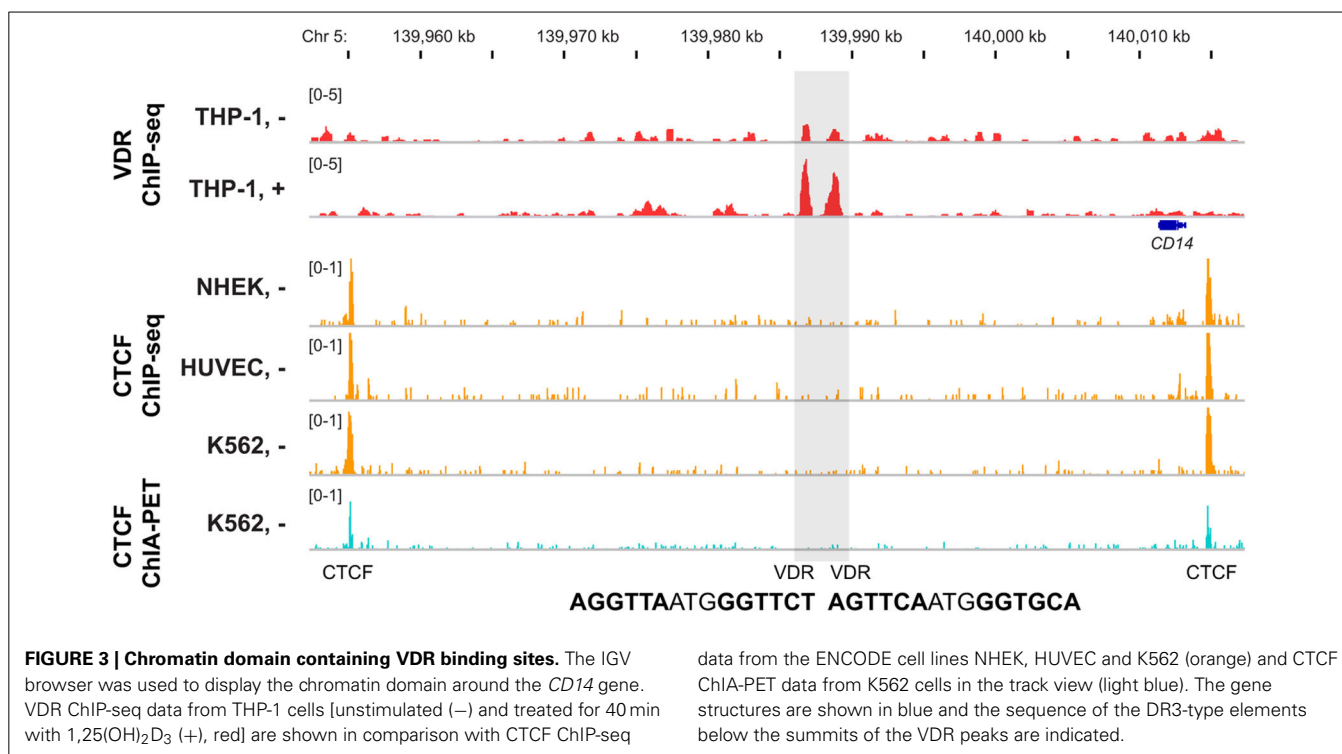 Chr 5: 139,960 kb 139,970 kb 139,980 kb 139,990 kb 140,000 kb 140,010 kb
VDR
ChIP-seq
THP-1, - [0-5]
THP-1, + [0-5]
CD14
CTCF
ChIP-seq
NHEK, - [0-1]
HUVEC, - [0-1]
K562, - [0-1]
CTCF
ChIA-PET
K562, - [0-1]
CTCF VDR VDR CTCF
AGGTTAATGGGTTCT AGTTCAATGGGTGCA
FIGURE 3 | Chromatin domain containing VDR binding sites. The IGV
browser was used to display the chromatin domain around the CD14 gene.
VDR ChIP-seq data from THP-1 cells [unstimulated (−) and treated for 40 min
with 1,25(OH)₂D₃ (+), red] are shown in comparison with CTCF ChIP-seq
data from the ENCODE cell lines NHEK, HUVEC and K562 (orange) and CTCF
ChIA-PET data from K562 cells in the track view (light blue). The gene
structures are shown in blue and the sequence of the DR3-type elements
below the summits of the VDR peaks are indicated.